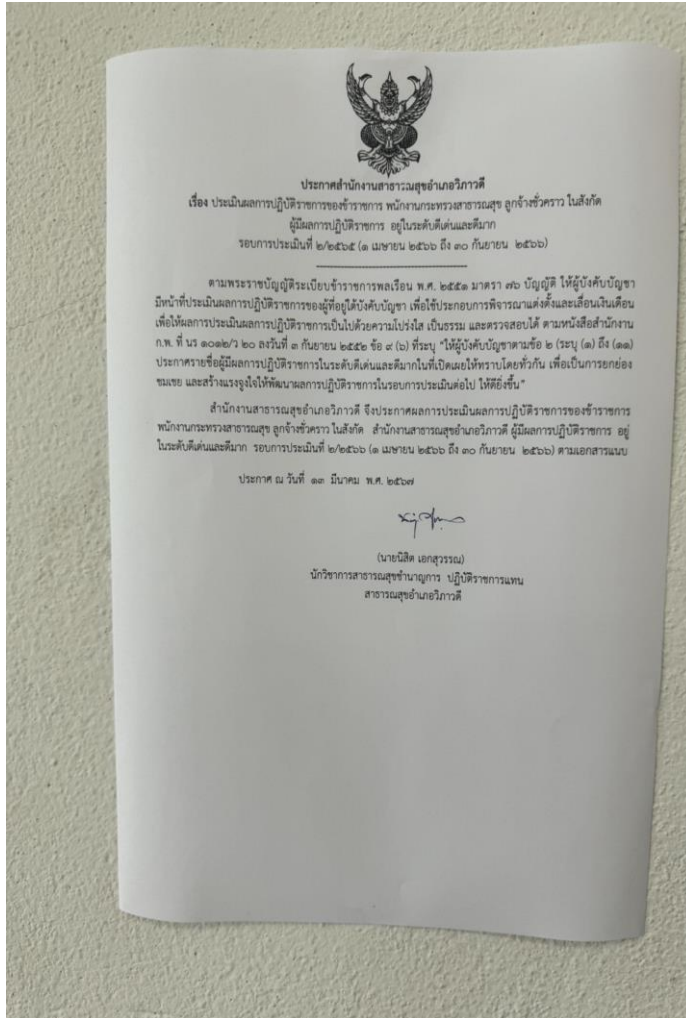 ประกาศสำนักงานสาธารณสุขอำเภอวิภาวดี
เรื่อง ประเมินผลการปฏิบัติราชการของข้าราชการ พนักงานกระทรวงสาธารณสุข ลูกจ้างชั่วคราว ในสังกัด
ผู้มีผลการปฏิบัติราชการ อยู่ในระดับดีเด่นและดีมาก
รอบการประเมินที่ ๒/๒๕๖๕ (๑ เมษายน ๒๕๖๖ ถึง ๓๐ กันยายน ๒๕๖๖)
ตามพระราชบัญญัติระเบียบข้าราชการพลเรือน พ.ศ. ๒๕๕๑ มาตรา ๗๖ บัญญัติ ให้ผู้บังคับบัญชา
มีหน้าที่ประเมินผลการปฏิบัติราชการของผู้ที่อยู่ใต้บังคับบัญชา เพื่อใช้ประกอบการพิจารณาแต่งตั้งและเลื่อนเงินเดือน
เพื่อให้ผลการประเมินผลการปฏิบัติราชการเป็นไปด้วยความโปร่งใส เป็นธรรม และตรวจสอบได้ ตามหนังสือสำนักงาน
ก.พ. ที่ นร ๑๐๑๒/ว ๒๐ ลงวันที่ ๓ กันยายน ๒๕๕๒ ข้อ ๙ (๖) ที่ระบุ "ให้ผู้บังคับบัญชาตามข้อ ๒ (ระบุ (๑) ถึง (๑๑)
ประกาศรายชื่อผู้มีผลการปฏิบัติราชการในระดับดีเด่นและดีมากในที่เปิดเผยให้ทราบโดยทั่วกัน เพื่อเป็นการยกย่อง
ชมเชย และสร้างแรงจูงใจให้พัฒนาผลการปฏิบัติราชการในรอบการประเมินต่อไป ให้ดียิ่งขึ้น"
สำนักงานสาธารณสุขอำเภอวิภาวดี จึงประกาศผลการประเมินผลการปฏิบัติราชการของข้าราชการ
พนักงานกระทรวงสาธารณสุข ลูกจ้างชั่วคราว ในสังกัด สำนักงานสาธารณสุขอำเภอวิภาวดี ผู้มีผลการปฏิบัติราชการ อยู่
ในระดับดีเด่นและดีมาก รอบการประเมินที่ ๒/๒๕๖๖ (๑ เมษายน ๒๕๖๖ ถึง ๓๐ กันยายน ๒๕๖๖) ตามเอกสารแนบ
ประกาศ ณ วันที่ ๑๓ มีนาคม พ.ศ. ๒๕๖๗
(นายนิสิต เอกสุวรรณ)
นักวิชาการสาธารณสุขชำนาญการ ปฏิบัติราชการแทน
สาธารณสุขอำเภอวิภาวดี